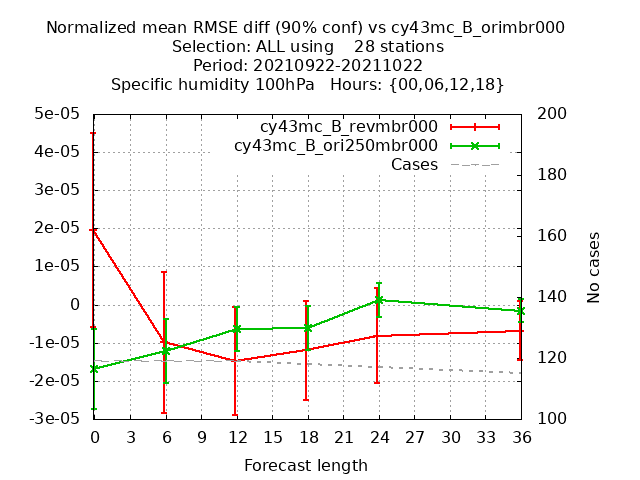 Normalized mean RMSE diff (90% conf) vs cy43mc_B_orimbr000
Selection: ALL using    28 stations
Period: 20210922-20211022
Specific humidity 100hPa   Hours: {00,06,12,18}
cy43mc_B_revmbr000
cy43mc_B_ori250mbr000
Cases
5e-05
4e-05
3e-05
2e-05
1e-05
0
-1e-05
-2e-05
-3e-05
200
180
160
140
120
100
No cases
0 3 6 9 12 15 18 21 24 27 30 33 36
Forecast length